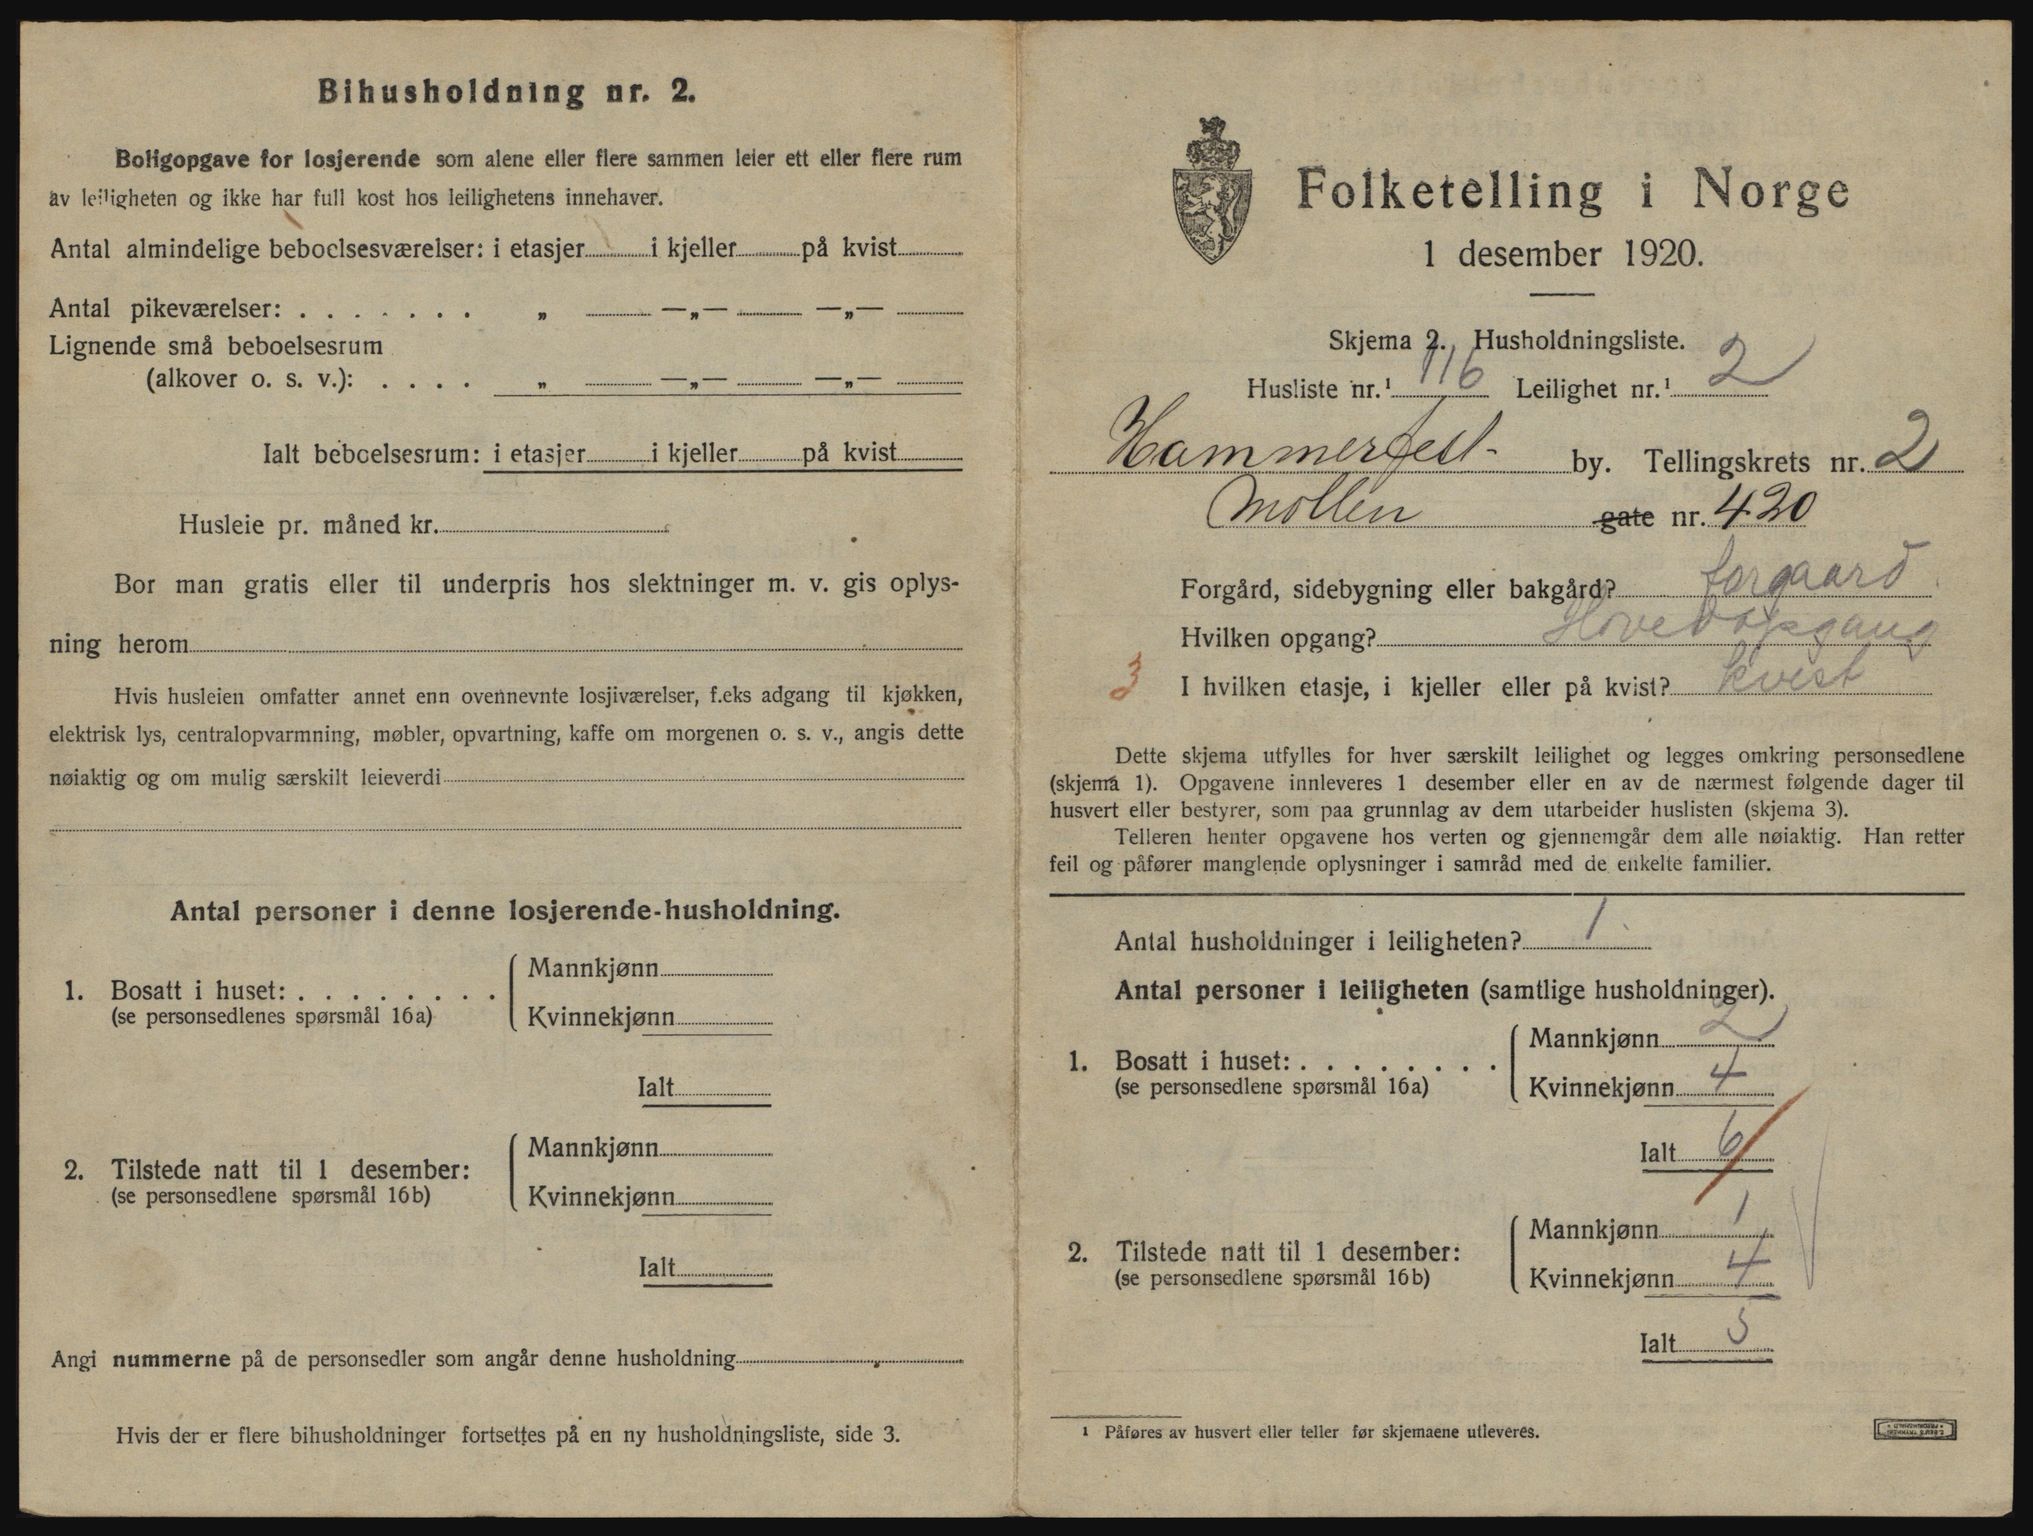 Bihusholdning nr. 2.
Boligopgave for losjerende som alene eller flere sammen leier ett eller flere rum
av leiligheten og ikke har full kost hos leilighetens innehaver.
Antal almindelige beboelsesværelser: i etasjer i kjeller på kvist
Antal pikeværelser: . . . . . . . „ —„— —„—
Lignende små beboelsesrum
(alkover o. s. v.): . . . . „ —„— —„—
Ialt beboelsesrum: i etasjer i kjeller på kvist
Husleie pr. måned kr.
Bor man gratis eller til underpris hos slektninger m. v. gis oplys-
ning herom
Hvis husleien omfatter annet enn ovennevnte losjiværelser, f.eks adgang til kjøkken,
elektrisk lys, centralopvarmning, møbler, opvartning, kaffe om morgenen o. s. v., angis dette
nøiaktig og om mulig særskilt leieverdi
Antal personer i denne losjerende-husholdning.
Mannkjønn
1. Bosatt i huset: . . . . . . . .
(se personsedlenes spørsmål 16a)
Kvinnekjønn
Ialt
Mannkjønn
2. Tilstede natt til 1 desember:
(se personsedlene spørsmål 16b)
Kvinnekjønn
Ialt
Angi nummerne på de personsedler som angår denne husholdning
Hvis der er flere bihusholdninger fortsettes på en ny husholdningsliste, side 3.
Folketelling i Norge
1 desember 1920.
Skjema 2. Husholdningsliste.
Husliste nr.¹ 116 Leilighet nr.¹ 2
Hammerfest by. Tellingskrets nr. 2
Mollen gate nr. 420
Forgård, sidebygning eller bakgård? forgaard
Hvilken opgang? Hovedopgang
3 I hvilken etasje, i kjeller eller på kvist? kvist
Dette skjema utfylles for hver særskilt leilighet og legges omkring personsedlene
(skjema 1). Opgavene innleveres 1 desember eller en av de nærmest følgende dager til
husvert eller bestyrer, som paa grunnlag av dem utarbeider huslisten (skjema 3).
Telleren henter opgavene hos verten og gjennemgår dem alle nøiaktig. Han retter
feil og påfører manglende oplysninger i samråd med de enkelte familier.
Antal husholdninger i leiligheten? 1.
Antal personer i leiligheten (samtlige husholdninger).
Mannkjønn 2
1. Bosatt i huset: . . . . . . . .
(se personsedlene spørsmål 16a)
Kvinnekjønn 4
Ialt 6
Mannkjønn 1
2. Tilstede natt til 1 desember:
(se personsedlene spørsmål 16b)
Kvinnekjønn 4
Ialt 5
¹ Påføres av husvert eller teller før skjemaene utleveres.